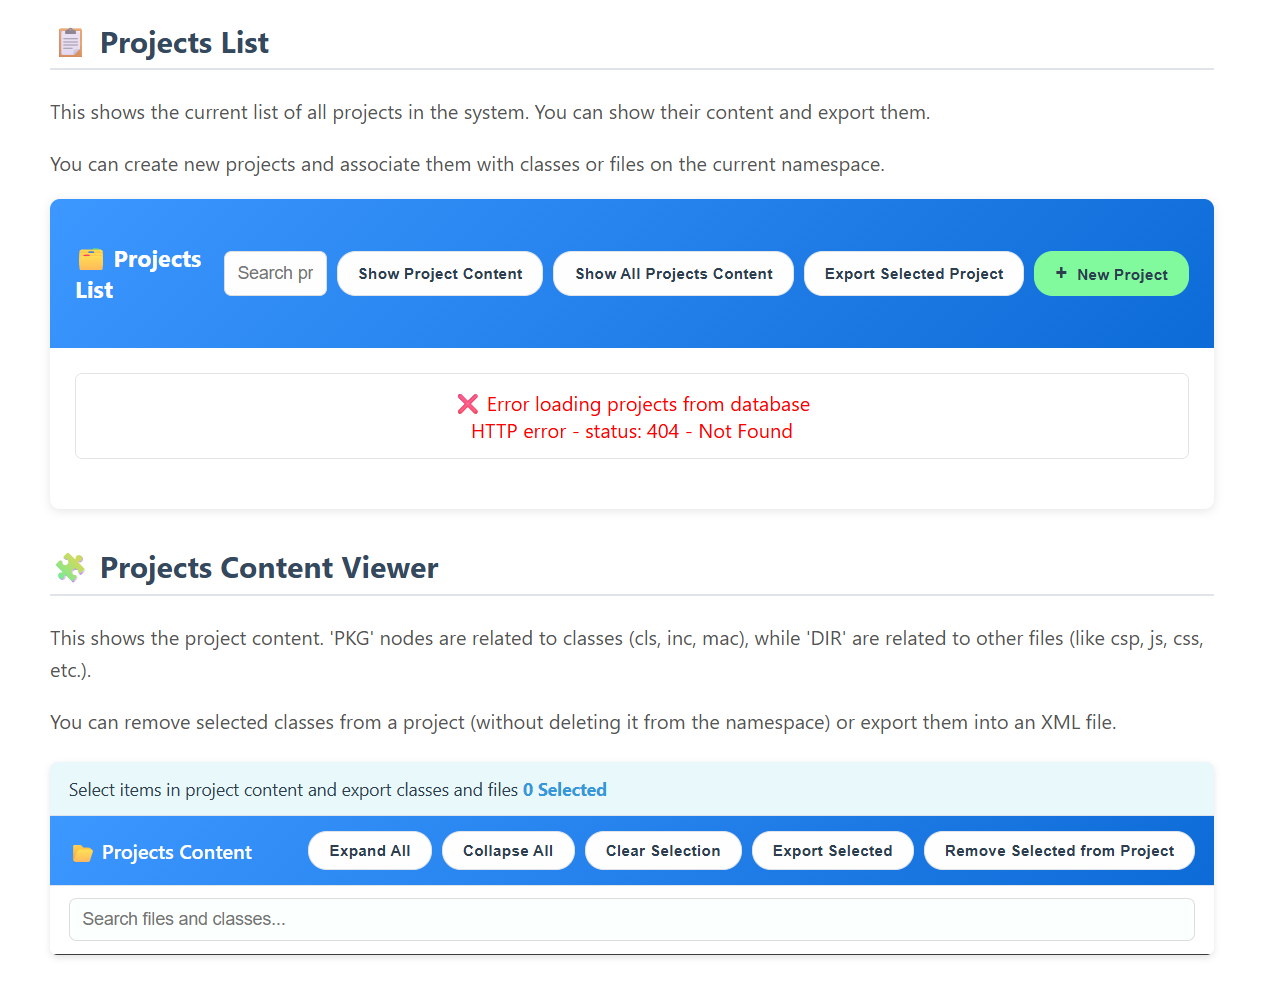 Projects List
This shows the current list of all projects in the system. You can show their content and export them.
You can create new projects and associate them with classes or files on the current namespace.
Projects
List
Search pr
Show Project Content
Show All Projects Content
Export Selected Project
+ New Project
Error loading projects from database
HTTP error - status: 404 - Not Found
Projects Content Viewer
This shows the project content. 'PKG' nodes are related to classes (cls, inc, mac), while 'DIR' are related to other files (like csp, js, css,
etc.).
You can remove selected classes from a project (without deleting it from the namespace) or export them into an XML file.
Select items in project content and export classes and files 0 Selected
Projects Content
Expand All
Collapse All
Clear Selection
Export Selected
Remove Selected from Project
Search files and classes...